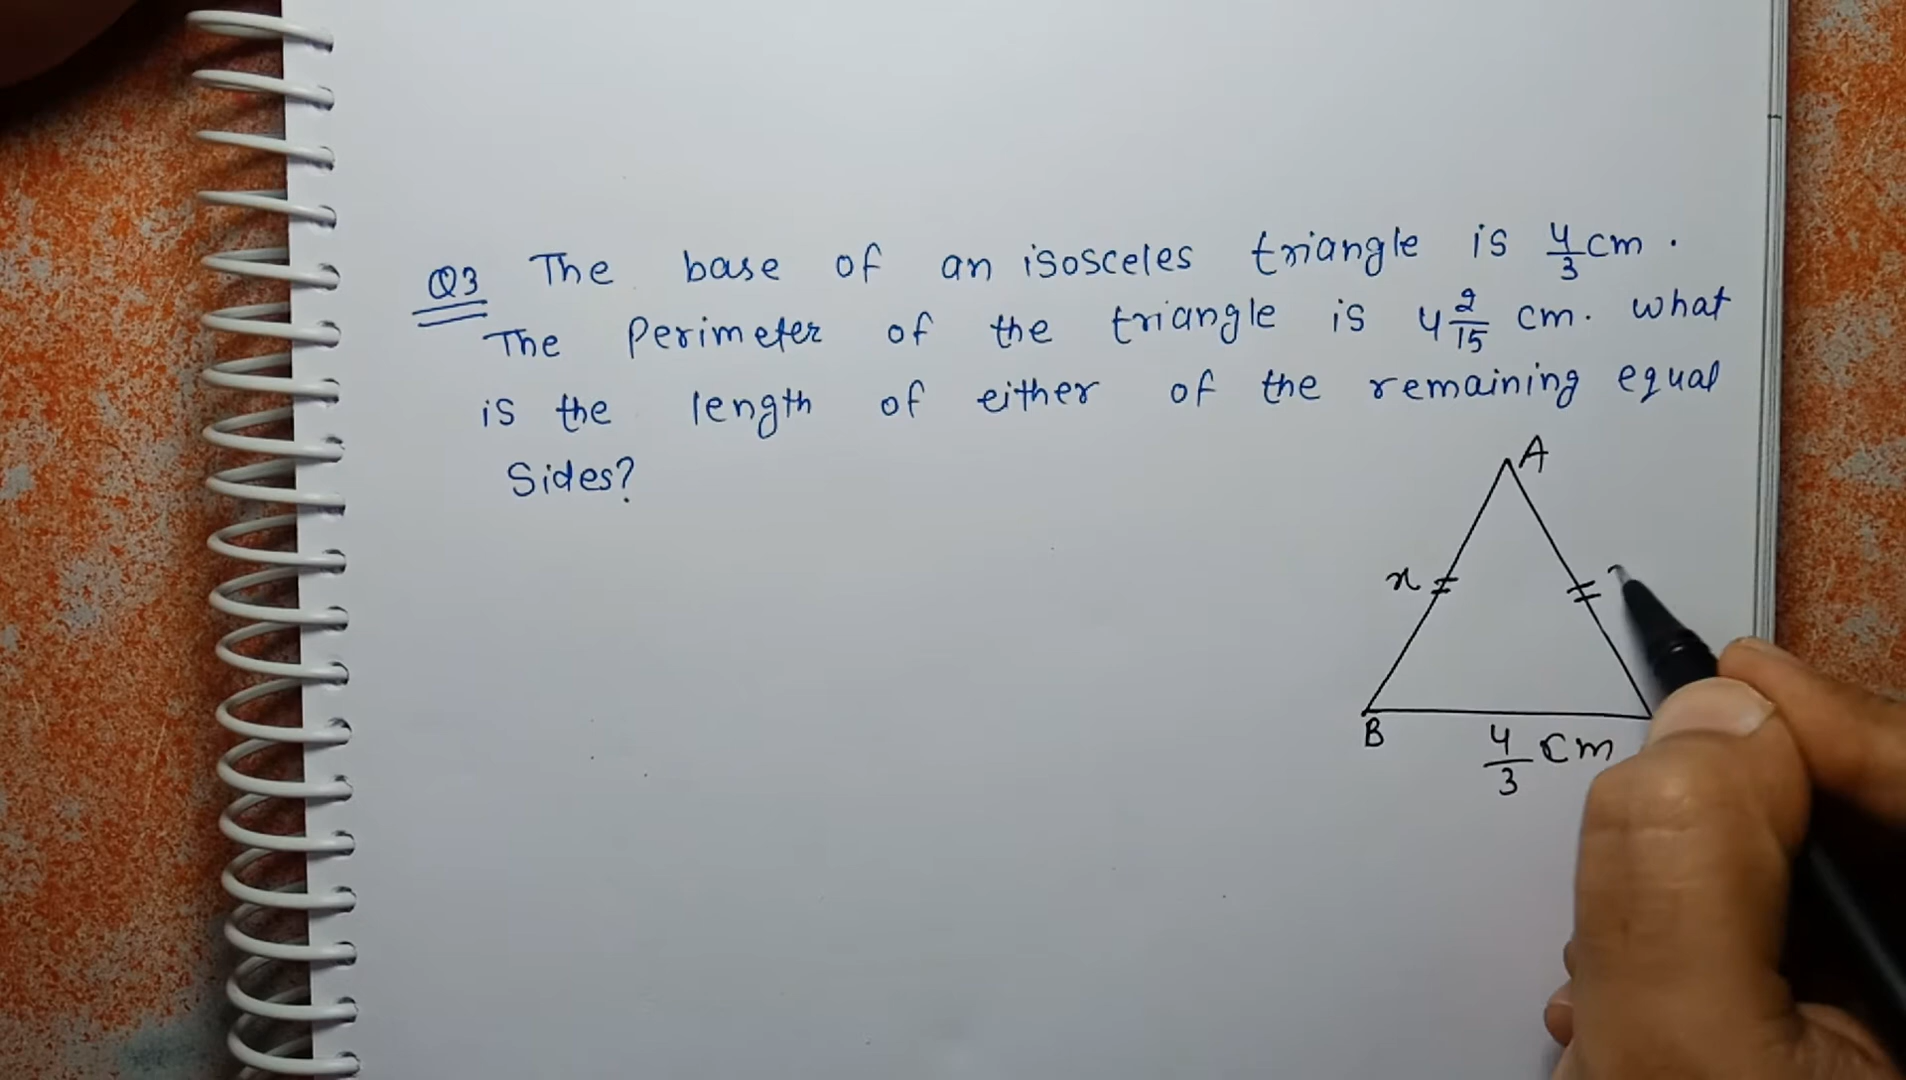 Q3 The base of an isosceles triangle is 4/3 cm.
The Perimeter of the triangle is 4 2/15 cm. what
is the length of either of the remaining equal
Sides?
A
x
B
4/3 cm